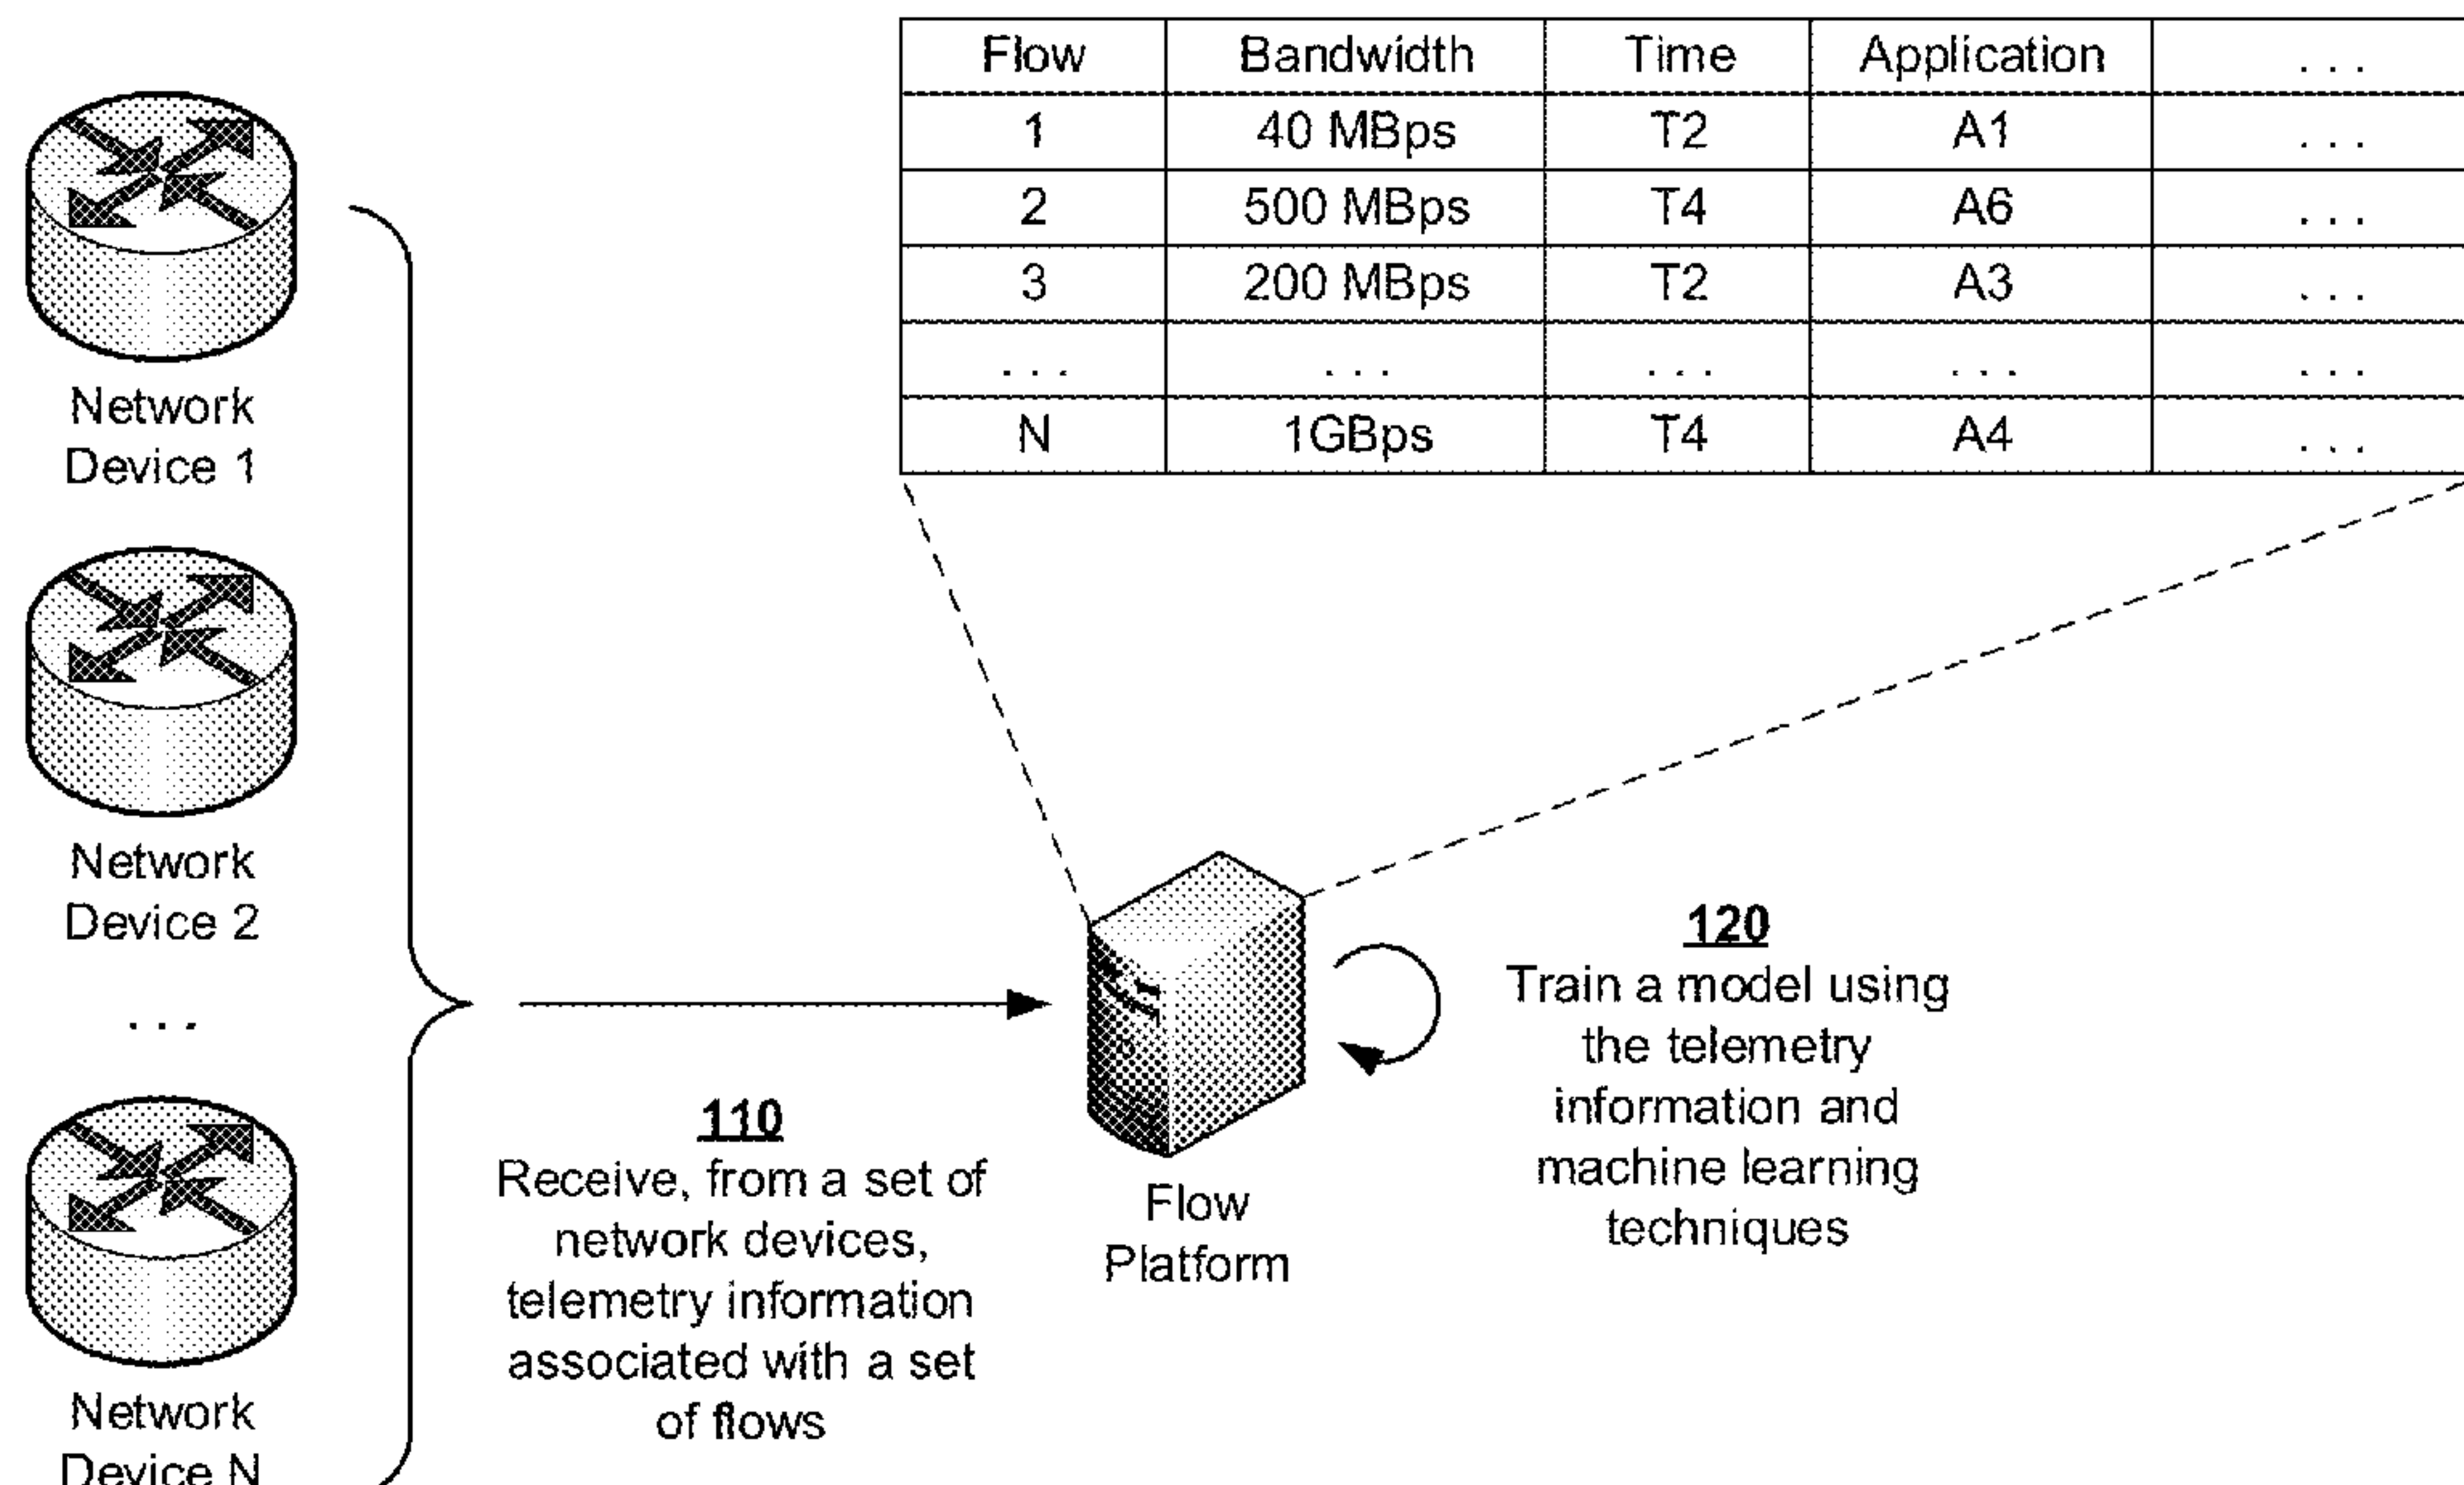 Flow Bandwidth Time Application . . .
1 40 MBps T2 A1 . . .
2 500 MBps T4 A6 . . .
3 200 MBps T2 A3 . . .
. . . . . . . . . . . . . . .
N 1GBps T4 A4 . . .
Network
Device 1
Network
Device 2
. . .
Network
Device N
110
Receive, from a set of
network devices,
telemetry information
associated with a set
of flows
Flow
Platform
120
Train a model using
the telemetry
information and
machine learning
techniques